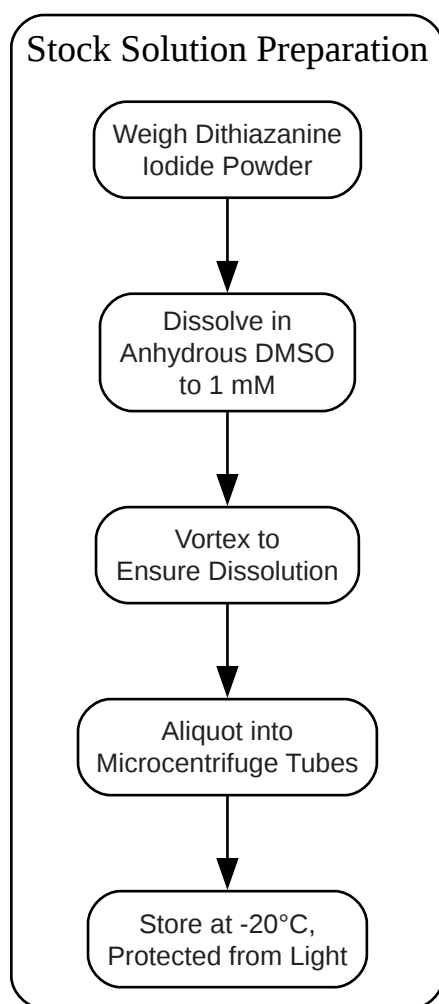 Stock Solution Preparation
Weigh Dithiazanine
Iodide Powder
Dissolve in
Anhydrous DMSO
to 1 mM
Vortex to
Ensure Dissolution
Aliquot into
Microcentrifuge Tubes
Store at -20°C,
Protected from Light